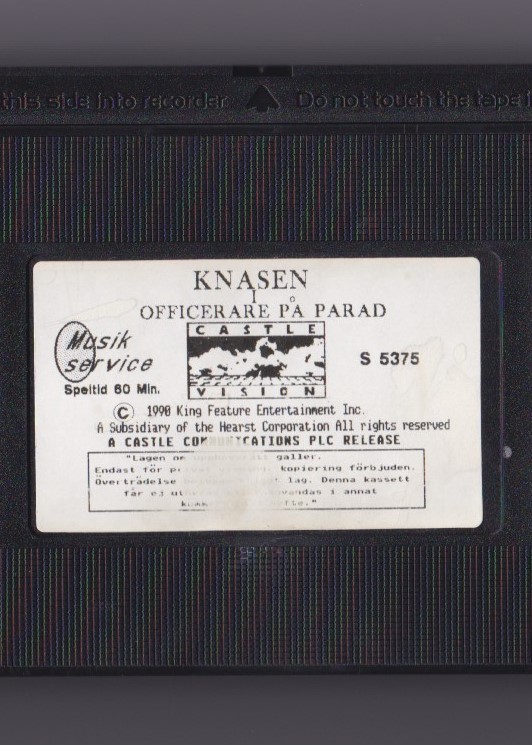 this side into recorder Do not touch the tape
KNASEN
I
OFFICERARE PÅ PARAD
Musik
service
Speltid 60 Min.
CASTLE
VISION
S 5375
© 1990 King Feature Entertainment Inc.
A Subsidiary of the Hearst Corporation All rights reserved
A CASTLE COMMUNICATIONS PLC RELEASE
"Lagen om galler.
Endast för kopiering förbjuden.
Överträdelse lag. Denna kassett
får ej i annat